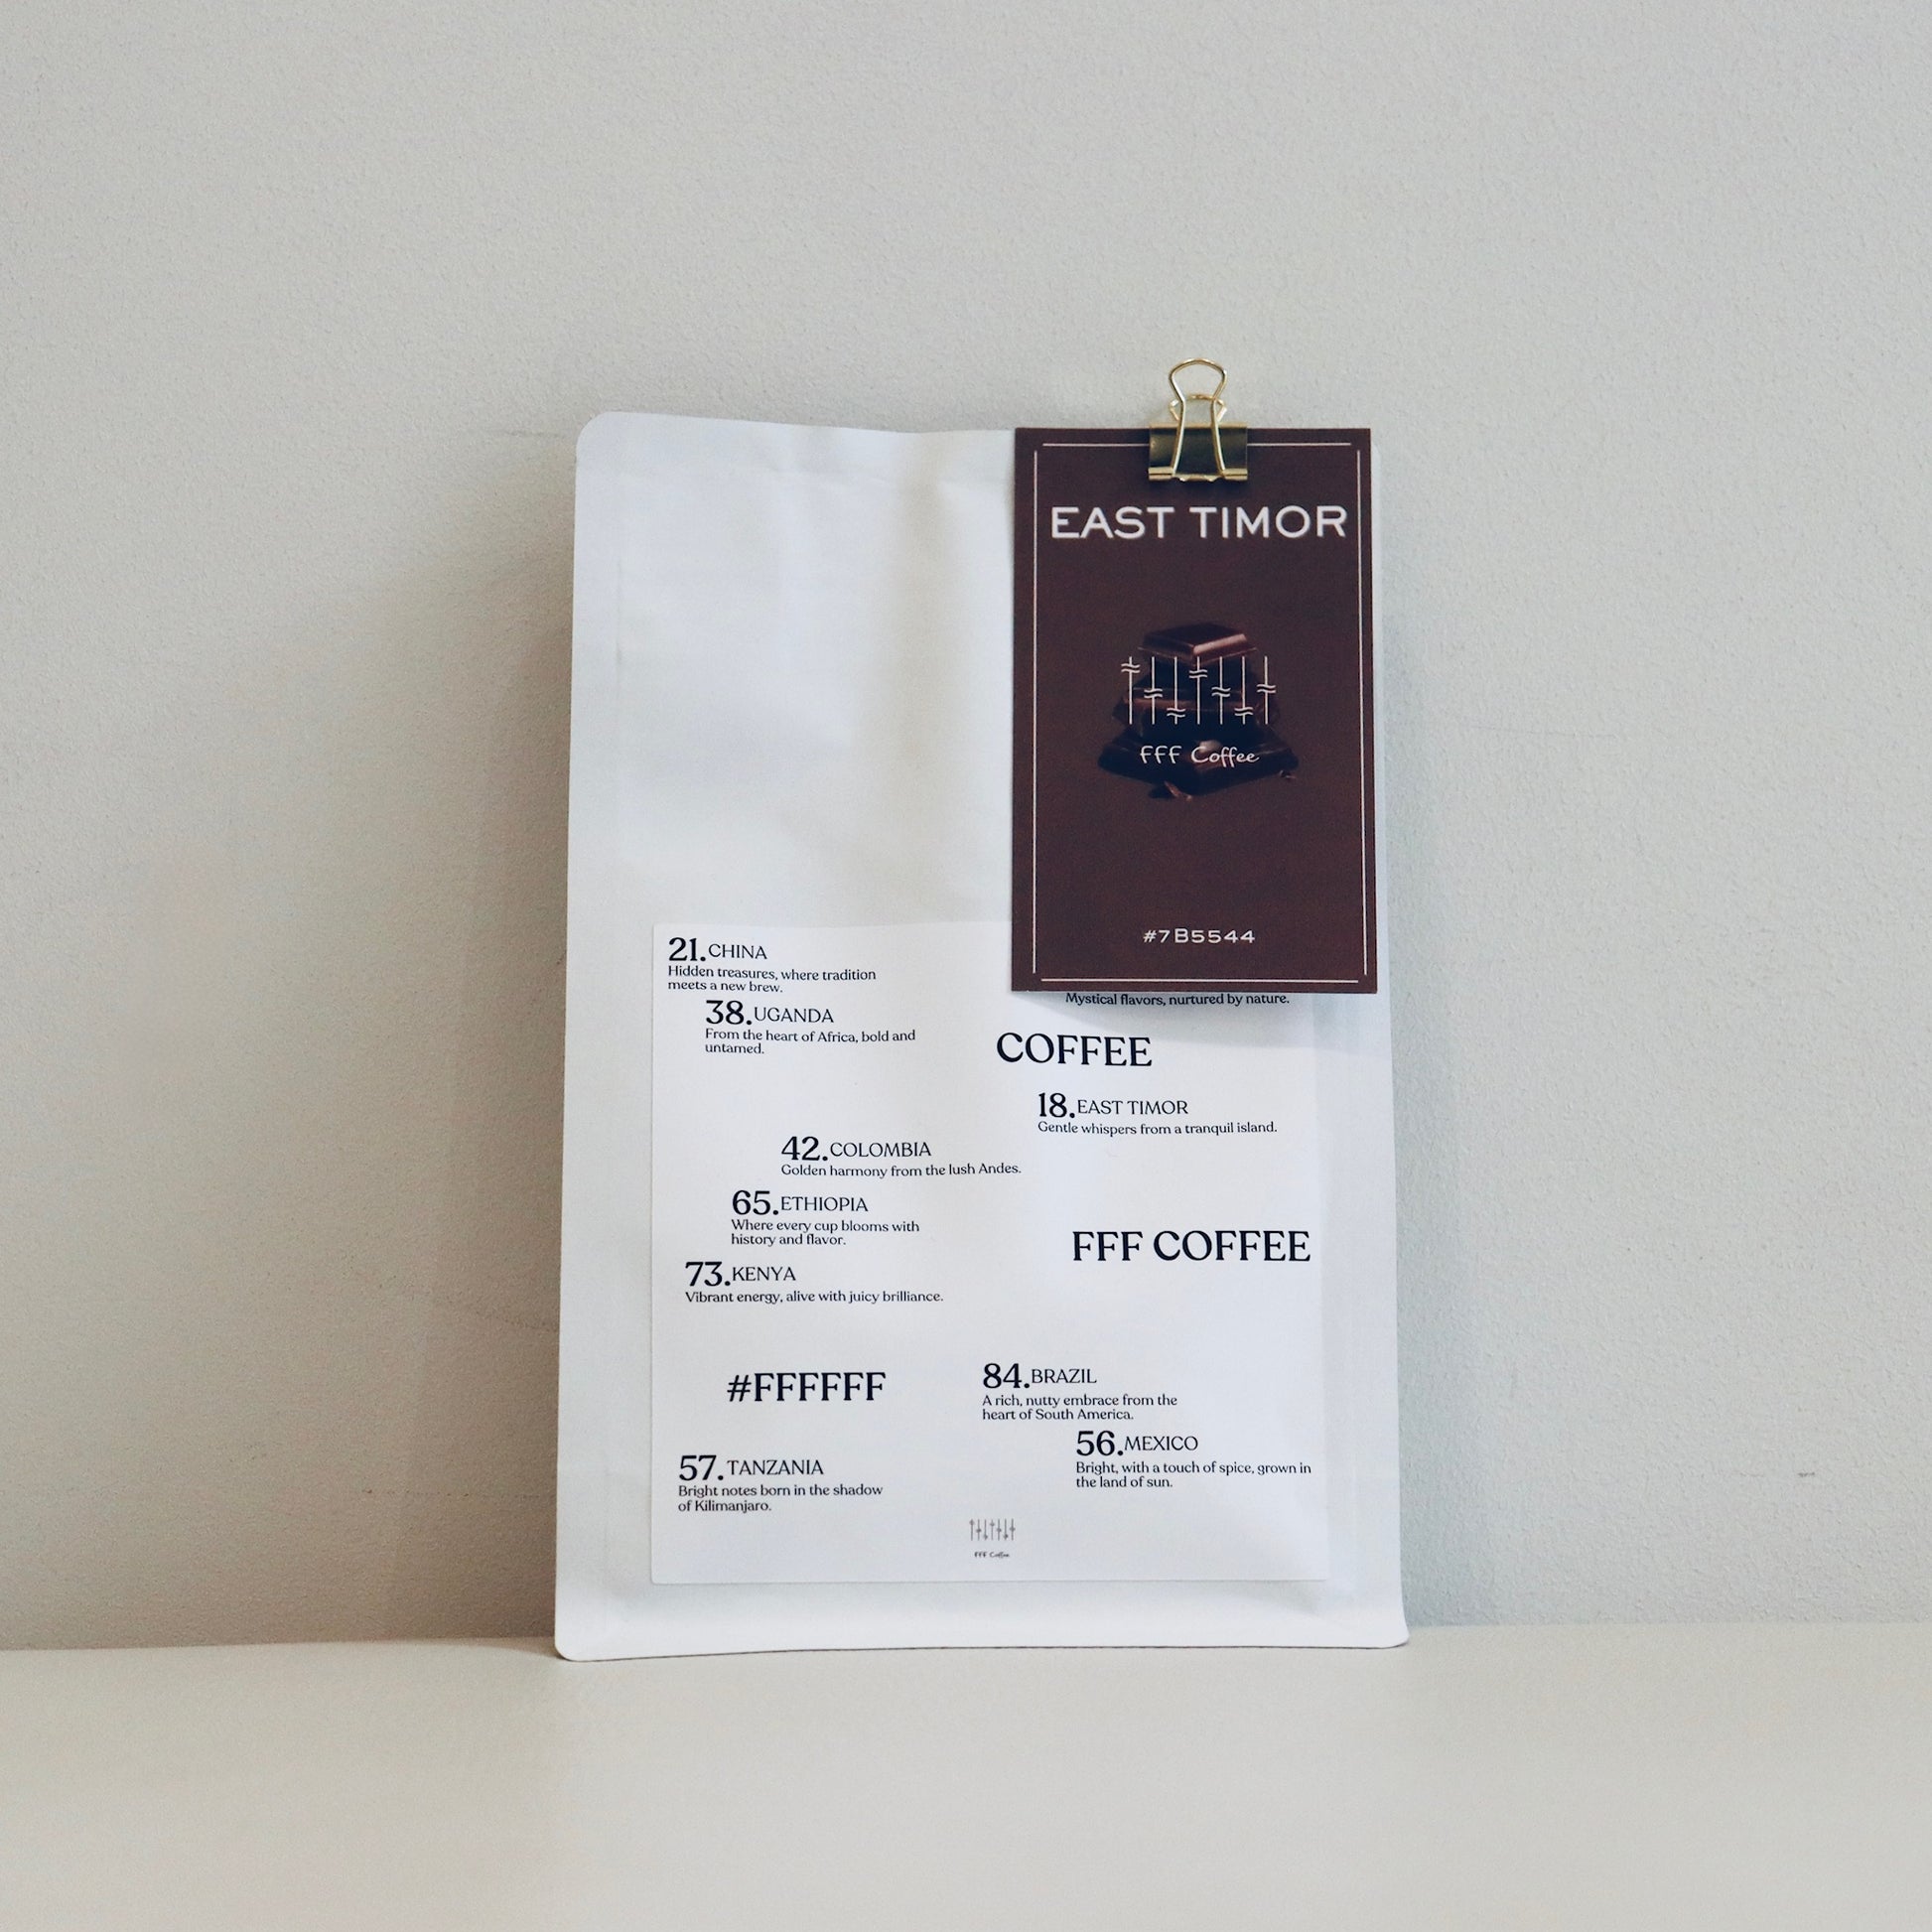 EAST TIMOR
FFF Coffee
#7B5544
21.CHINA
Hidden treasures, where tradition
meets a new brew.
38.UGANDA
From the heart of Africa, bold and
untamed.
Mystical flavors, nurtured by nature.
COFFEE
18.EAST TIMOR
Gentle whispers from a tranquil island.
42.COLOMBIA
Golden harmony from the lush Andes.
65.ETHIOPIA
Where every cup blooms with
history and flavor.
FFF COFFEE
73.KENYA
Vibrant energy, alive with juicy brilliance.
#FFFFFF
84.BRAZIL
A rich, nutty embrace from the
heart of South America.
56.MEXICO
Bright, with a touch of spice, grown in
the land of sun.
57.TANZANIA
Bright notes born in the shadow
of Kilimanjaro.
FFF Coffee